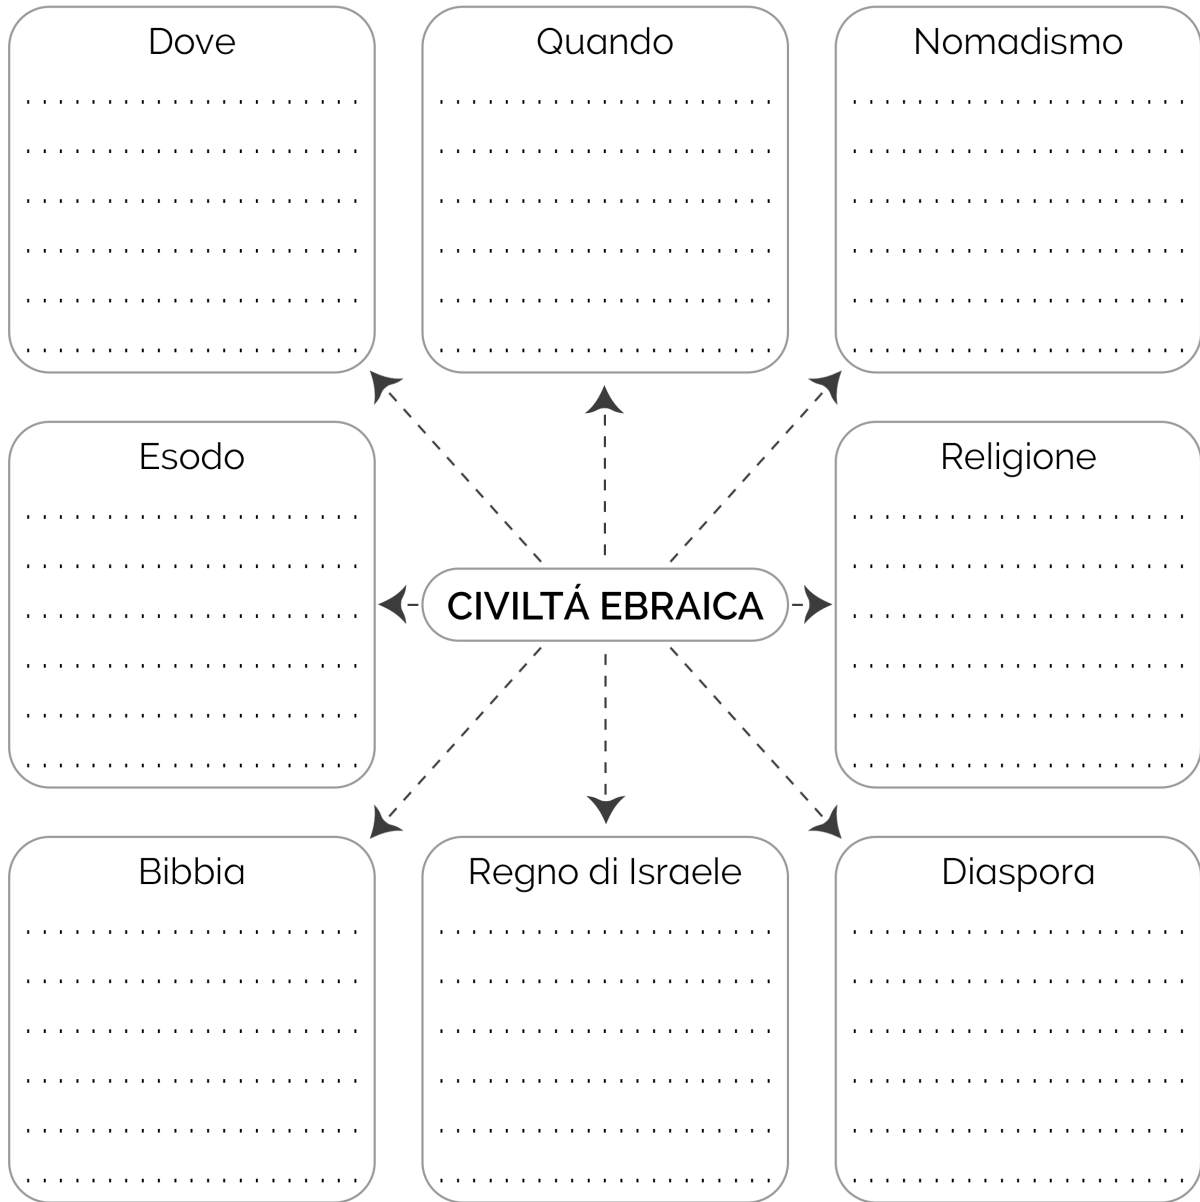 Dove
Quando
Nomadismo
Esodo
Religione
CIVILTÁ EBRAICA
Bibbia
Regno di Israele
Diaspora